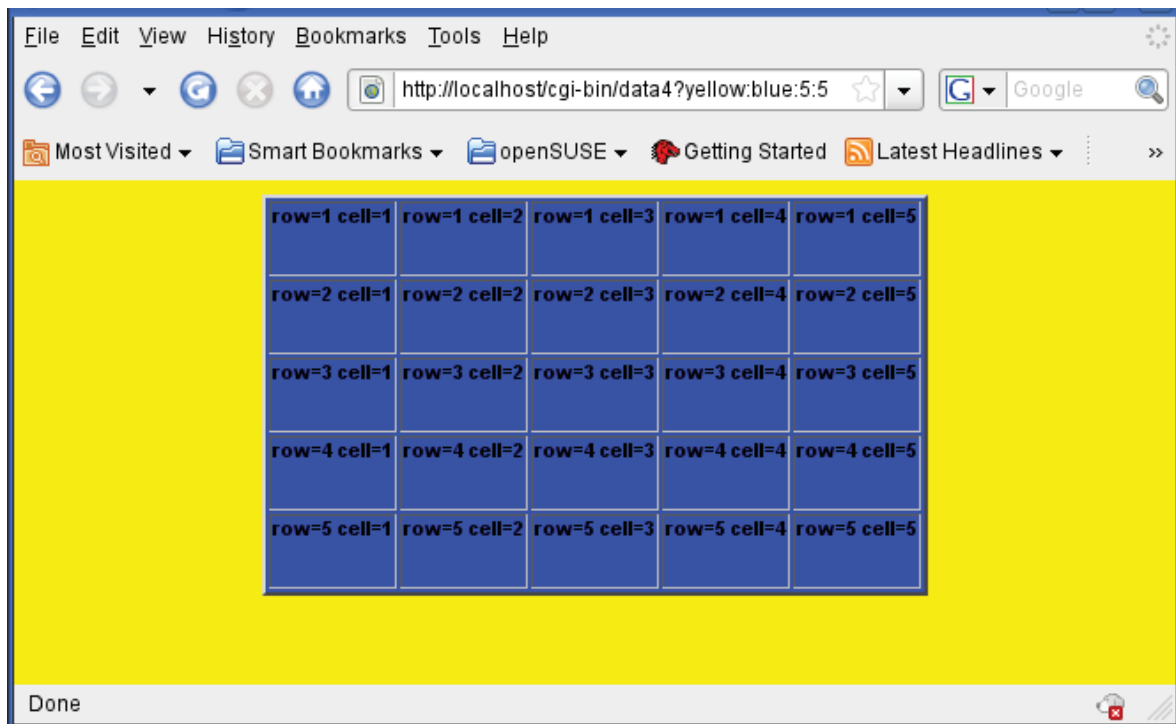 File Edit View History Bookmarks Tools Help
http://localhost/cgi-bin/data4?yellow:blue:5:5 G Google
Most Visited Smart Bookmarks openSUSE Getting Started Latest Headlines »
row=1 cell=1 row=1 cell=2 row=1 cell=3 row=1 cell=4 row=1 cell=5
row=2 cell=1 row=2 cell=2 row=2 cell=3 row=2 cell=4 row=2 cell=5
row=3 cell=1 row=3 cell=2 row=3 cell=3 row=3 cell=4 row=3 cell=5
row=4 cell=1 row=4 cell=2 row=4 cell=3 row=4 cell=4 row=4 cell=5
row=5 cell=1 row=5 cell=2 row=5 cell=3 row=5 cell=4 row=5 cell=5
Done